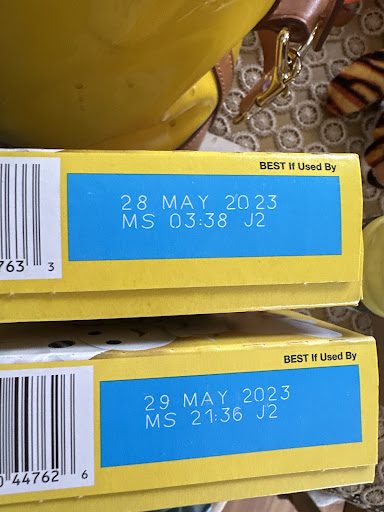 BEST If Used By
28 MAY 2023
MS 03:38 J2
763 3
BEST If Used By
29 MAY 2023
MS 21:36 J2
0 44762 6